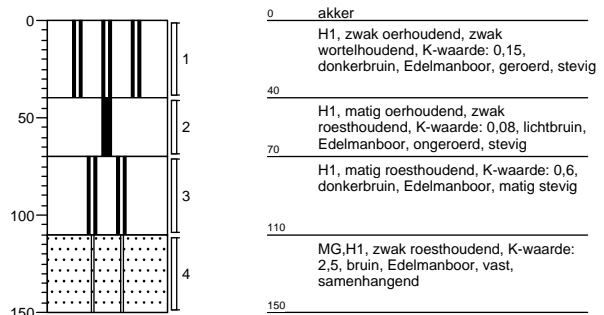 0
50
100
150
1
2
3
4
0 akker
H1, zwak oerhoudend, zwak
wortelhoudend, K-waarde: 0,15,
donkerbruin, Edelmanboor, geroerd, stevig
40
H1, matig oerhoudend, zwak
roesthoudend, K-waarde: 0,08, lichtbruin,
Edelmanboor, ongeroerd, stevig
70
H1, matig roesthoudend, K-waarde: 0,6,
donkerbruin, Edelmanboor, matig stevig
110
MG,H1, zwak roesthoudend, K-waarde:
2,5, bruin, Edelmanboor, vast,
samenhangend
150